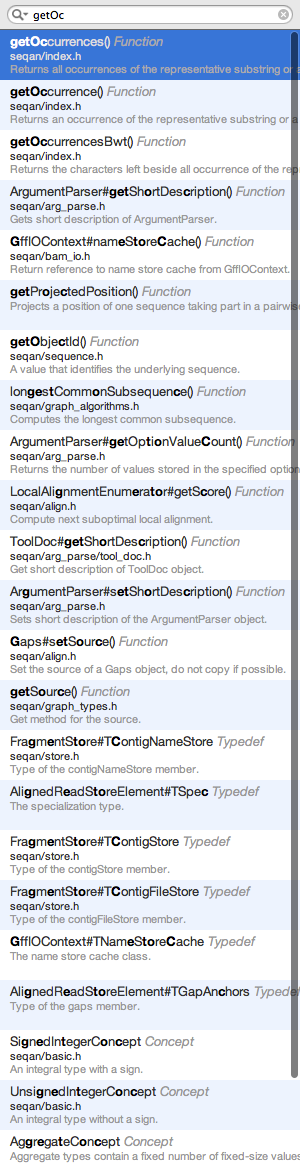 getOc
getOccurrences() Function
seqan/index.h
Returns all occurrences of the representative substring or
getOccurrence() Function
seqan/index.h
Returns an occurrence of the representative substring or a
getOccurrencesBwt() Function
seqan/index.h
Returns the characters left beside all occurrence of the rep
ArgumentParser#getShortDescription() Function
seqan/arg_parse.h
Gets short description of ArgumentParser.
GffIOContext#nameStoreCache() Function
seqan/bam_io.h
Return reference to name store cache from GffIOContext.
getProjectedPosition() Function
Projects a position of one sequence taking part in a pairwise
getObjectId() Function
seqan/sequence.h
A value that identifies the underlying sequence.
longestCommonSubsequence() Function
seqan/graph_algorithms.h
Computes the longest common subsequence.
ArgumentParser#getOptionValueCount() Function
seqan/arg_parse.h
Returns the number of values stored in the specified option
LocalAlignmentEnumerator#getScore() Function
seqan/align.h
Compute next suboptimal local alignment.
ToolDoc#getShortDescription() Function
seqan/arg_parse/tool_doc.h
Get short description of ToolDoc object.
ArgumentParser#setShortDescription() Function
seqan/arg_parse.h
Sets short description of the ArgumentParser object.
Gaps#setSource() Function
seqan/align.h
Set the source of a Gaps object, do not copy if possible.
getSource() Function
seqan/graph_types.h
Get method for the source.
FragmentStore#TContigNameStore Typedef
seqan/store.h
Type of the contigNameStore member.
AlignedReadStoreElement#TSpec Typedef
The specialization type.
FragmentStore#TContigStore Typedef
seqan/store.h
Type of the contigStore member.
FragmentStore#TContigFileStore Typedef
seqan/store.h
Type of the contigFileStore member.
GffIOContext#TNameStoreCache Typedef
The name store cache class.
AlignedReadStoreElement#TGapAnchors Typedef
Type of the gaps member.
SignedIntegerConcept Concept
seqan/basic.h
An integral type with a sign.
UnsignedIntegerConcept Concept
seqan/basic.h
An integral type without a sign.
AggregateConcept Concept
Aggregate types contain a fixed number of fixed-size values